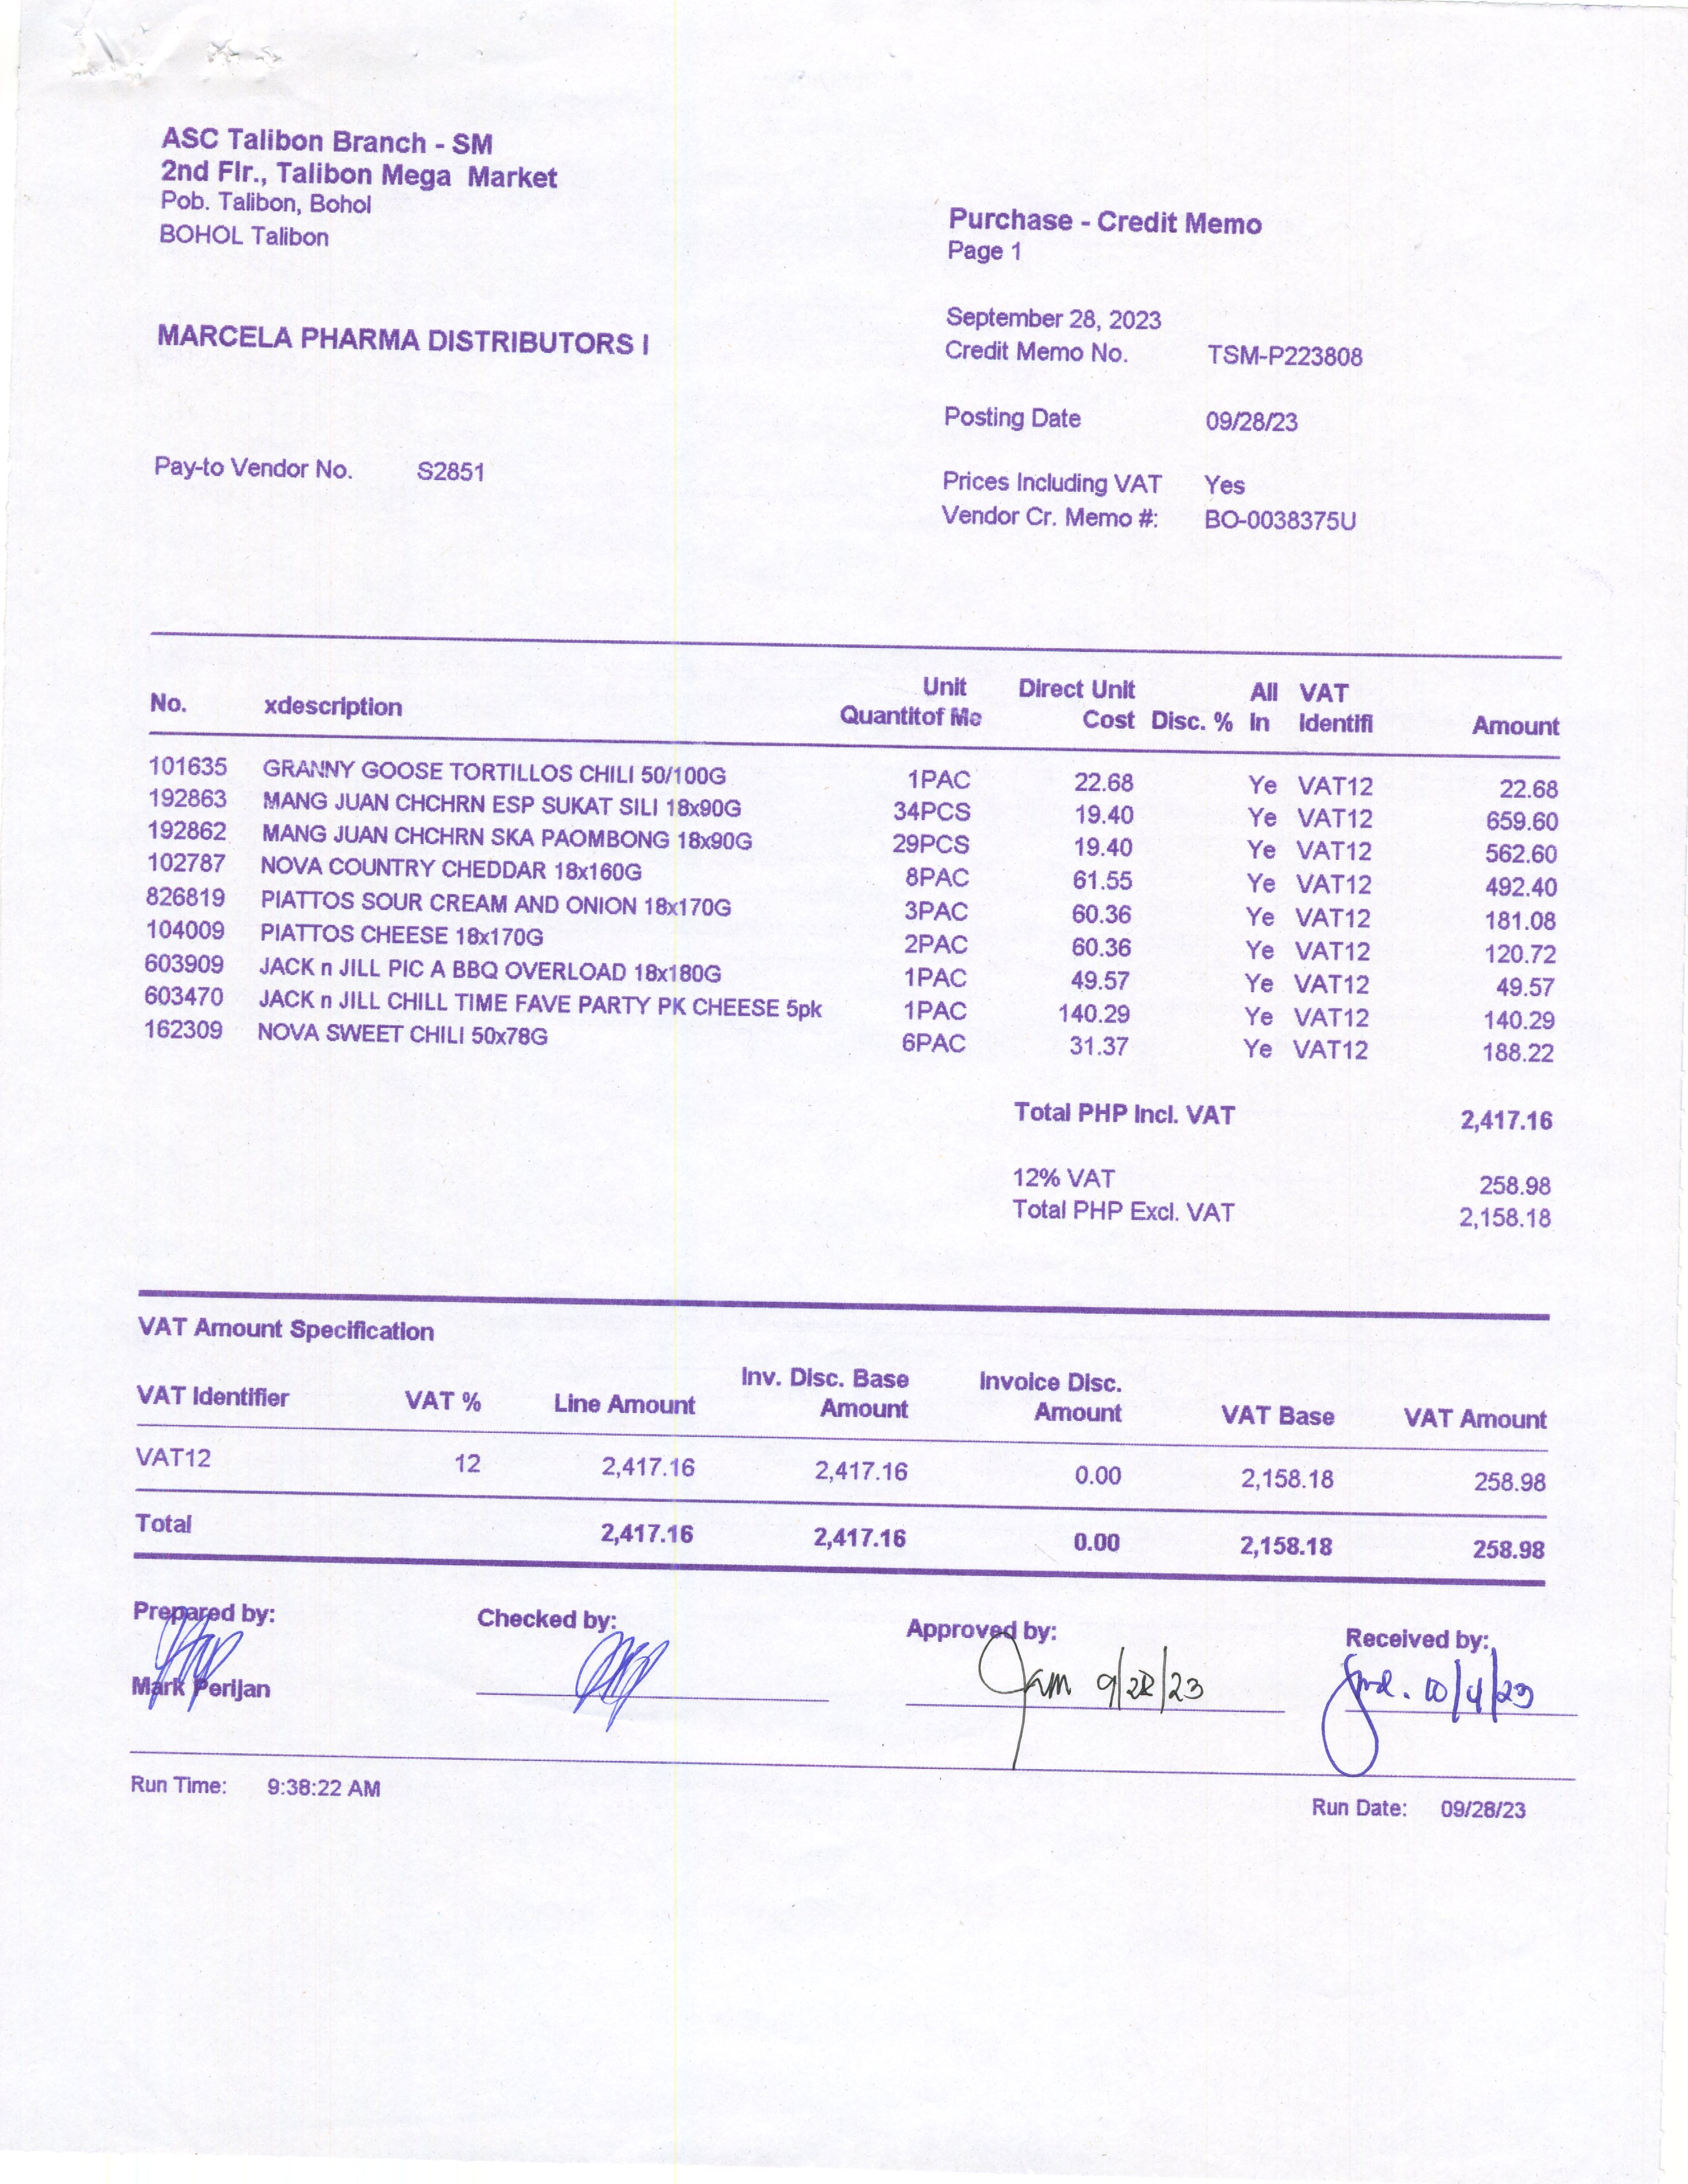 ASC Talibon Branch - SM
2nd Flr., Talibon Mega Market
Pob. Talibon, Bohol
BOHOL Talibon
Purchase - Credit Memo
Page 1
September 28, 2023
MARCELA PHARMA DISTRIBUTORS I
Credit Memo No. TSM-P223808
Posting Date 09/28/23
Pay-to Vendor No. S2851
Prices Including VAT Yes
Vendor Cr. Memo #: BO-0038375U
Unit Direct Unit All VAT
No. xdescription Quantitof Me Cost Disc. % In Identifi Amount
101635 GRANNY GOOSE TORTILLOS CHILI 50/100G 1PAC 22.68 Ye VAT12 22.68
192863 MANG JUAN CHCHRN ESP SUKAT SILI 18x90G 34PCS 19.40 Ye VAT12 659.60
192862 MANG JUAN CHCHRN SKA PAOMBONG 18x90G 29PCS 19.40 Ye VAT12 562.60
102787 NOVA COUNTRY CHEDDAR 18x160G 8PAC 61.55 Ye VAT12 492.40
826819 PIATTOS SOUR CREAM AND ONION 18x170G 3PAC 60.36 Ye VAT12 181.08
104009 PIATTOS CHEESE 18x170G 2PAC 60.36 Ye VAT12 120.72
603909 JACK n JILL PIC A BBQ OVERLOAD 18x180G 1PAC 49.57 Ye VAT12 49.57
603470 JACK n JILL CHILL TIME FAVE PARTY PK CHEESE 5pk 1PAC 140.29 Ye VAT12 140.29
162309 NOVA SWEET CHILI 50x78G 6PAC 31.37 Ye VAT12 188.22
Total PHP Incl. VAT 2,417.16
12% VAT 258.98
Total PHP Excl. VAT 2,158.18
VAT Amount Specification
Inv. Disc. Base Invoice Disc.
VAT Identifier VAT % Line Amount Amount Amount VAT Base VAT Amount
VAT12 12 2,417.16 2,417.16 0.00 2,158.18 258.98
Total 2,417.16 2,417.16 0.00 2,158.18 258.98
Prepared by: Checked by: Approved by: Received by:
Mark Perijan 9/28/23 10/4/23
Run Time: 9:38:22 AM
Run Date: 09/28/23